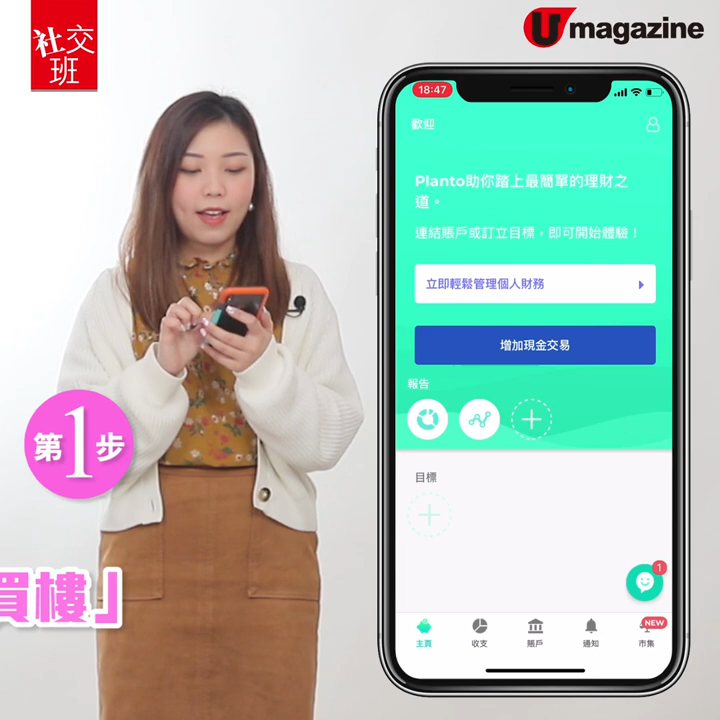 社交班
U magazine
18:47
歡迎
Planto助你踏上最簡單的理財之
道。
連結賬戶或訂立目標，即可開始體驗！
立即輕鬆管理個人財務
增加現金交易
報告
第1步
目標
買樓」
1
NEW
主頁
收支
賬戶
通知
市集